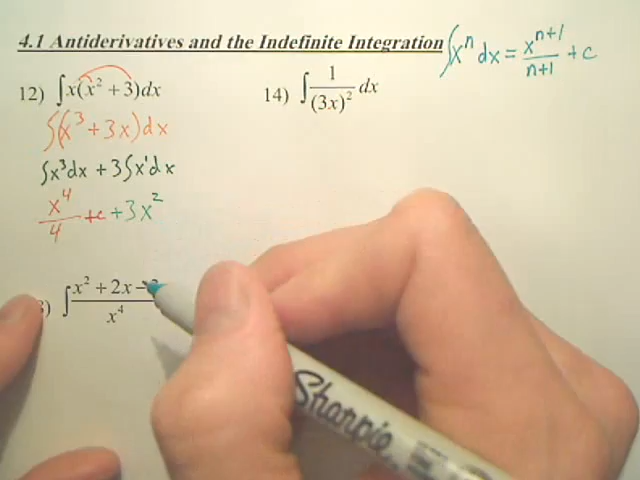 4.1 Antiderivatives and the Indefinite Integration
∫xⁿ dx = x^(n+1)/(n+1) + c
12) ∫x(x² + 3)dx
14) ∫ 1/(3x)² dx
∫(x³ + 3x)dx
∫x³dx + 3∫x¹dx
x⁴/4 + c + 3x²
) ∫ (x² + 2x −)/x⁴
Sharpie